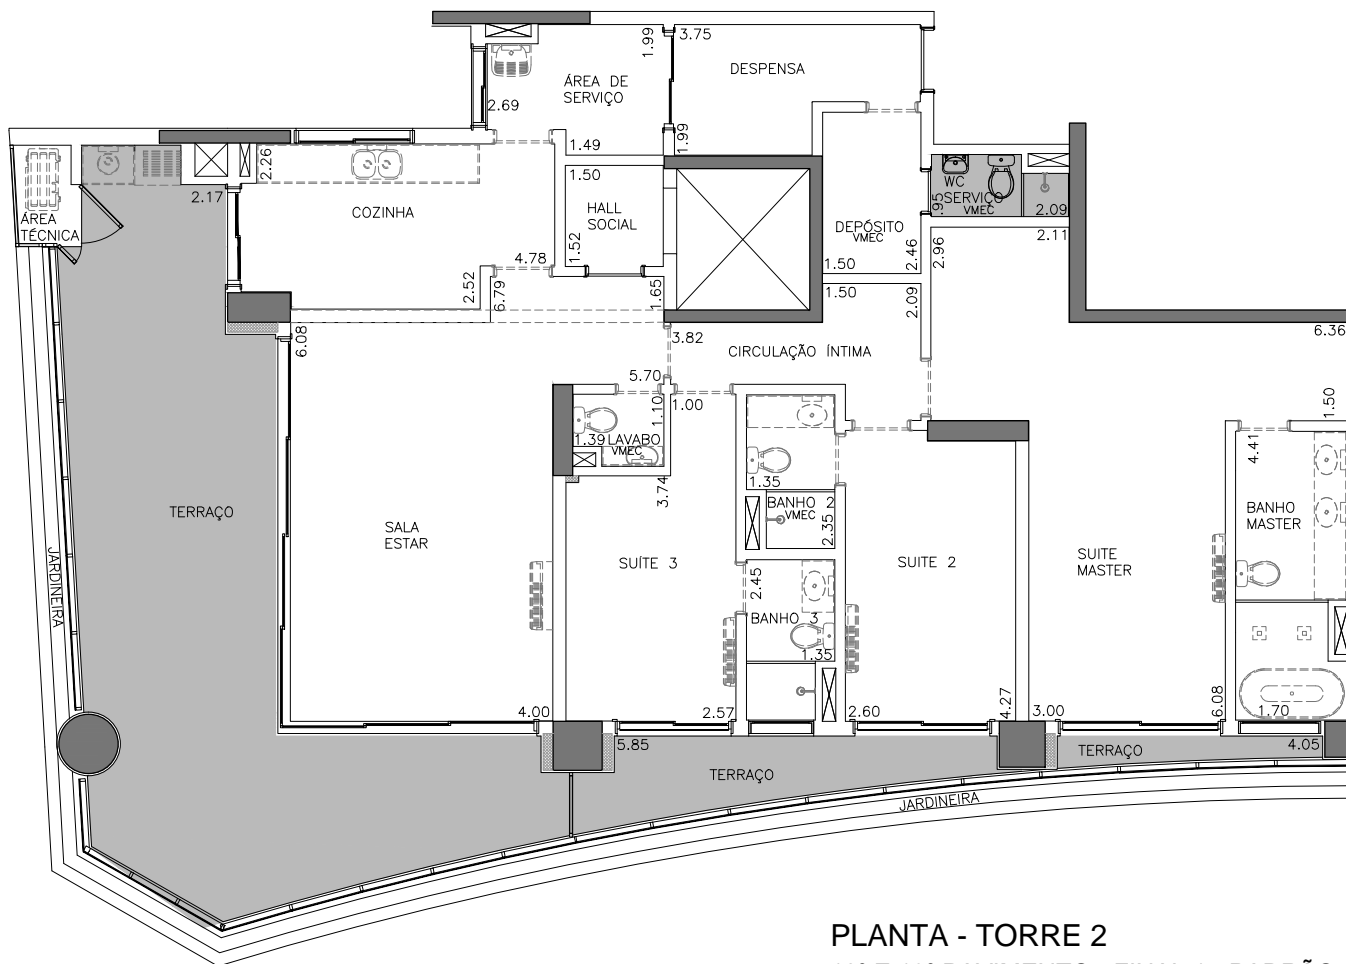 1.99
3.75
DESPENSA
ÁREA DE
SERVIÇO
2.69
1.49
1.99
2.26
1.50
2.17
COZINHA
HALL
SOCIAL
ÁREA
TÉCNICA
WC
SERVIÇO
VMEC
.95
2.09
2.11
DEPÓSITO
VMEC
2.46
2.96
1.50
1.50
2.09
4.78
1.52
2.52
6.79
1.65
6.08
3.82
CIRCULAÇÃO ÍNTIMA
6.36
5.70
1.10
1.00
1.50
1.39
LAVABO
VMEC
4.41
1.35
3.74
BANHO 2
VMEC
2.35
TERRAÇO
SALA
ESTAR
BANHO
MASTER
SUÍTE 3
SUITE 2
SUITE
MASTER
2.45
JARDINEIRA
BANHO 3
1.35
4.00
2.57
2.60
4.27
3.00
6.08
1.70
5.85
TERRAÇO
TERRAÇO
4.05
JARDINEIRA
PLANTA - TORRE 2